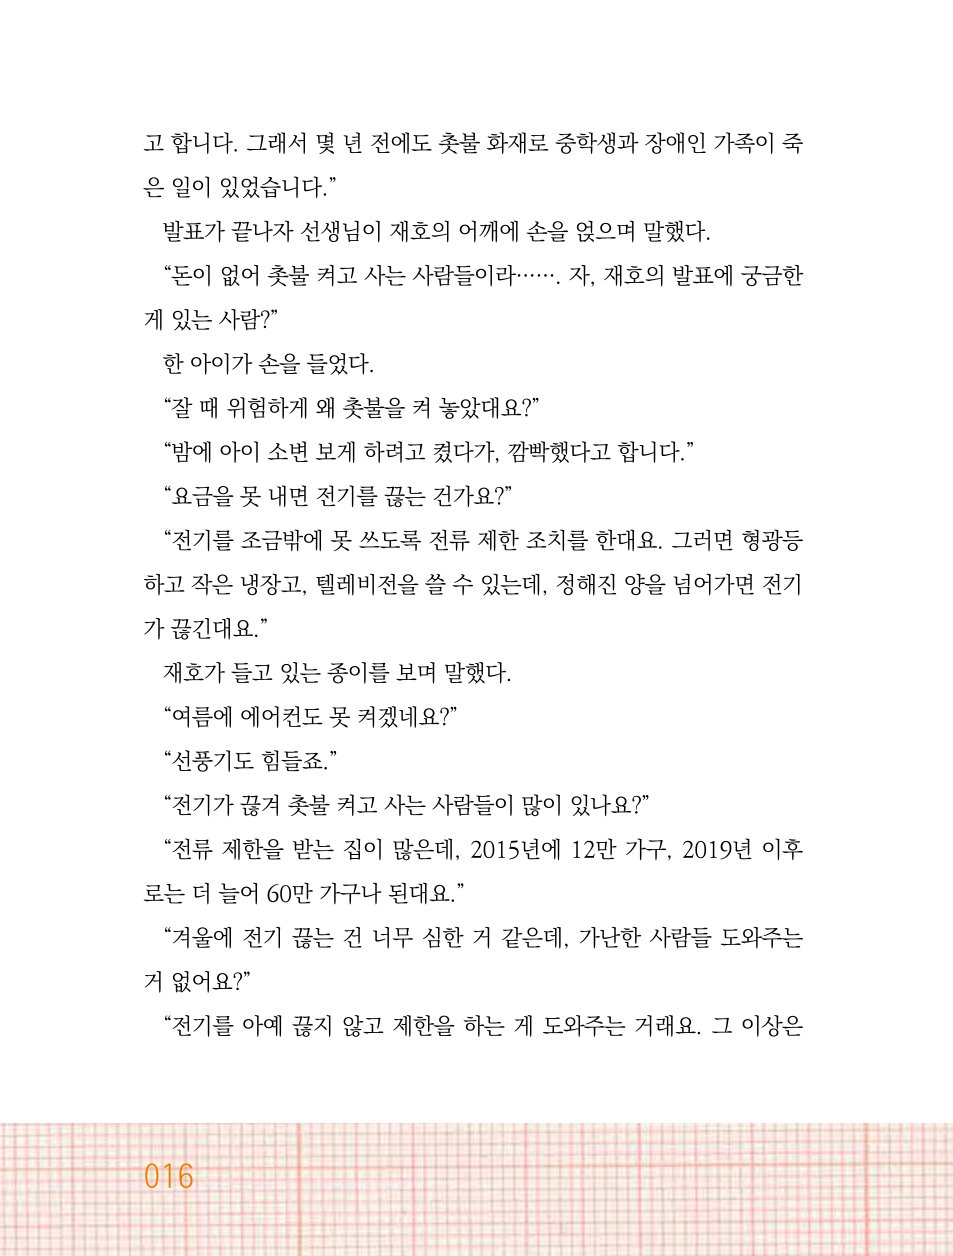 고 합니다. 그래서 몇 년 전에도 촛불 화재로 중학생과 장애인 가족이 죽
은 일이 있었습니다.”
발표가 끝나자 선생님이 재호의 어깨에 손을 얹으며 말했다.
“돈이 없어 촛불 켜고 사는 사람들이라……. 자, 재호의 발표에 궁금한
게 있는 사람?”
한 아이가 손을 들었다.
“잘 때 위험하게 왜 촛불을 켜 놓았대요?”
“밤에 아이 소변 보게 하려고 켰다가, 깜빡했다고 합니다.”
“요금을 못 내면 전기를 끊는 건가요?”
“전기를 조금밖에 못 쓰도록 전류 제한 조치를 한대요. 그러면 형광등
하고 작은 냉장고, 텔레비전을 쓸 수 있는데, 정해진 양을 넘어가면 전기
가 끊긴대요.”
재호가 들고 있는 종이를 보며 말했다.
“여름에 에어컨도 못 켜겠네요?”
“선풍기도 힘들죠.”
“전기가 끊겨 촛불 켜고 사는 사람들이 많이 있나요?”
“전류 제한을 받는 집이 많은데, 2015년에 12만 가구, 2019년 이후
로는 더 늘어 60만 가구나 된대요.”
“겨울에 전기 끊는 건 너무 심한 거 같은데, 가난한 사람들 도와주는
거 없어요?”
“전기를 아예 끊지 않고 제한을 하는 게 도와주는 거래요. 그 이상은
016